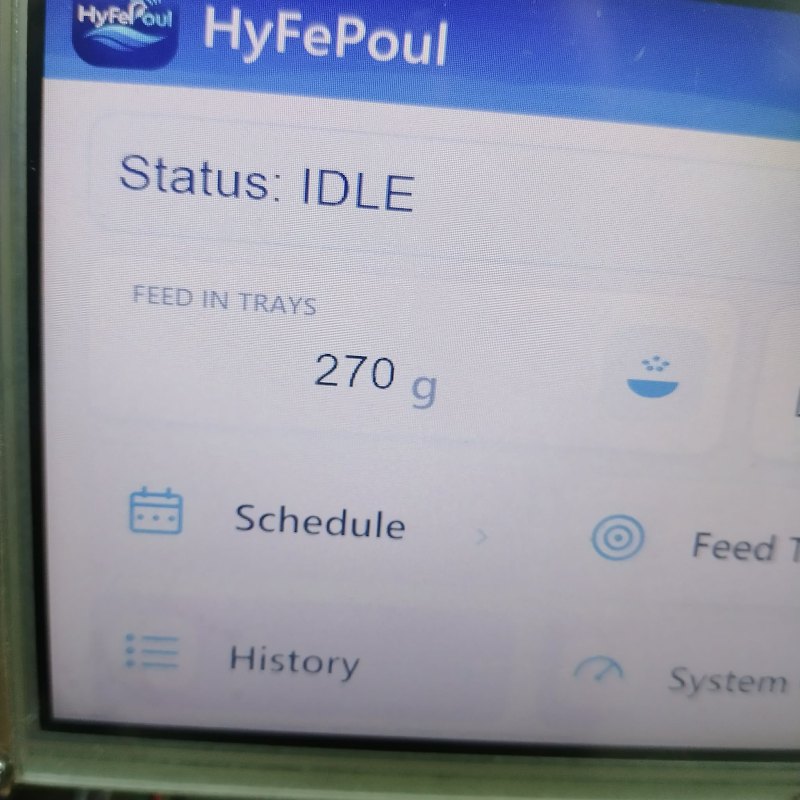 HyFePoul
HyFePoul
Status: IDLE
FEED IN TRAYS
270 g
Schedule
Feed
History
System